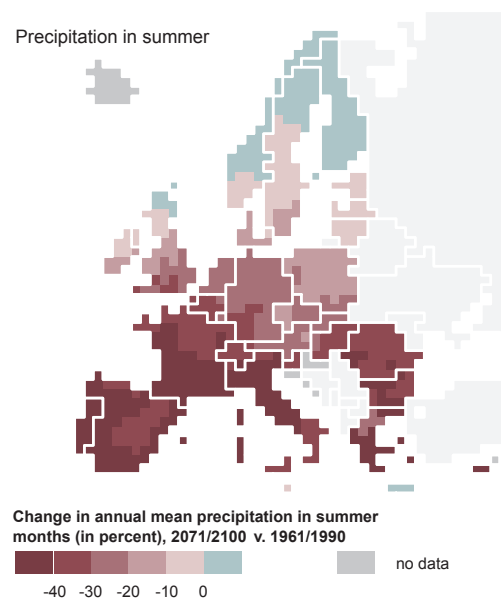 Precipitation in summer
Change in annual mean precipitation in summer
months (in percent), 2071/2100 v. 1961/1990
no data
-40 -30 -20 -10 0